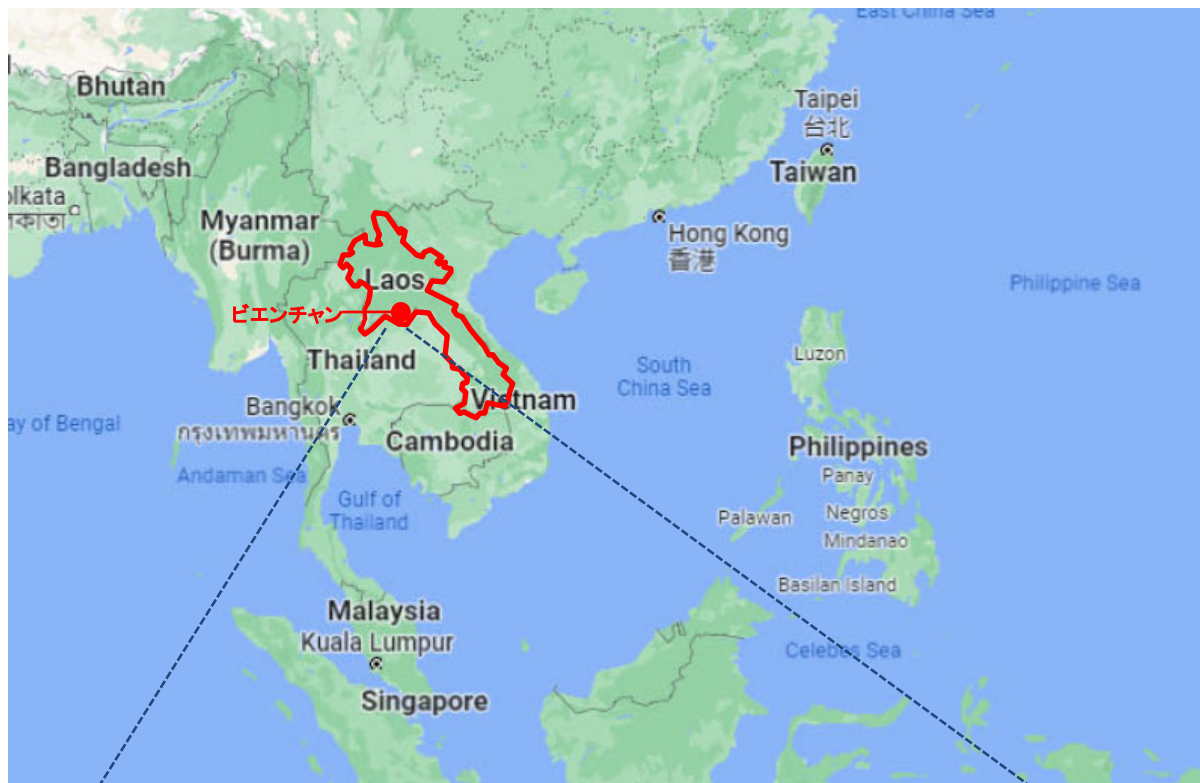 East China Sea
Bhutan
Taipei
台北
Bangladesh
Taiwan
olkata
Myanmar
(Burma)
Hong Kong
香港
Laos
Philippine Sea
ビエンチャン
Luzon
Thailand
South
China Sea
Vietnam
Bangkok
กรุงเทพมหานคร
ay of Bengal
Cambodia
Philippines
Andaman Sea
Panay
Gulf of
Thailand
Palawan
Negros
Mindanao
Basilan Island
Malaysia
Kuala Lumpur
Celebes Sea
Singapore